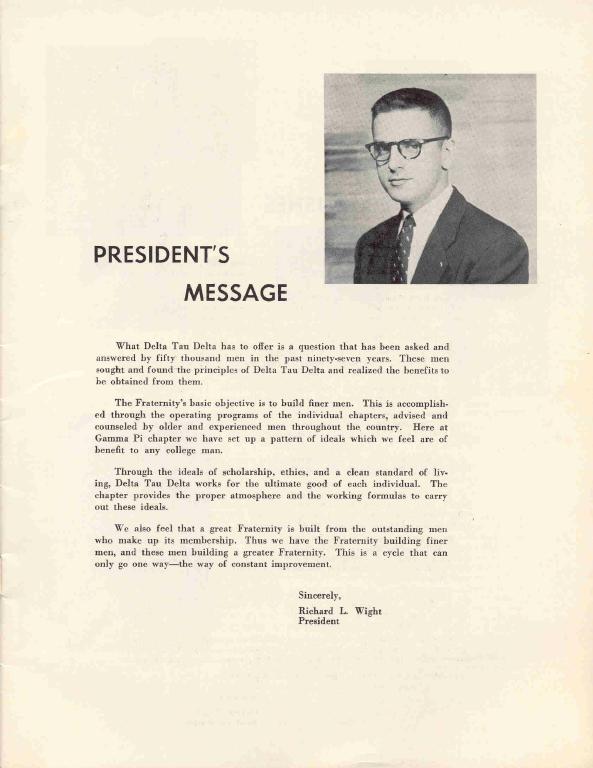 PRESIDENT'S
MESSAGE
What Delta Tau Delta has to offer is a question that has been asked and
answered by fifty thousand men in the past ninety-seven years. These men
sought and found the principles of Delta Tau Delta and realized the benefits to
be obtained from them.
The Fraternity's basic objective is to build finer men. This is accomplish-
ed through the operating programs of the individual chapters, advised and
counseled by older and experienced men throughout the country. Here at
Gamma Pi chapter we have set up a pattern of ideals which we feel are of
benefit to any college man.
Through the ideals of scholarship, ethics, and a clean standard of liv-
ing, Delta Tau Delta works for the ultimate good of each individual. The
chapter provides the proper atmosphere and the working formulas to carry
out these ideals.
We also feel that a great Fraternity is built from the outstanding men
who make up its membership. Thus we have the Fraternity building finer
men, and these men building a greater Fraternity. This is a cycle that can
only go one way—the way of constant improvement.
Sincerely,
Richard L. Wight
President